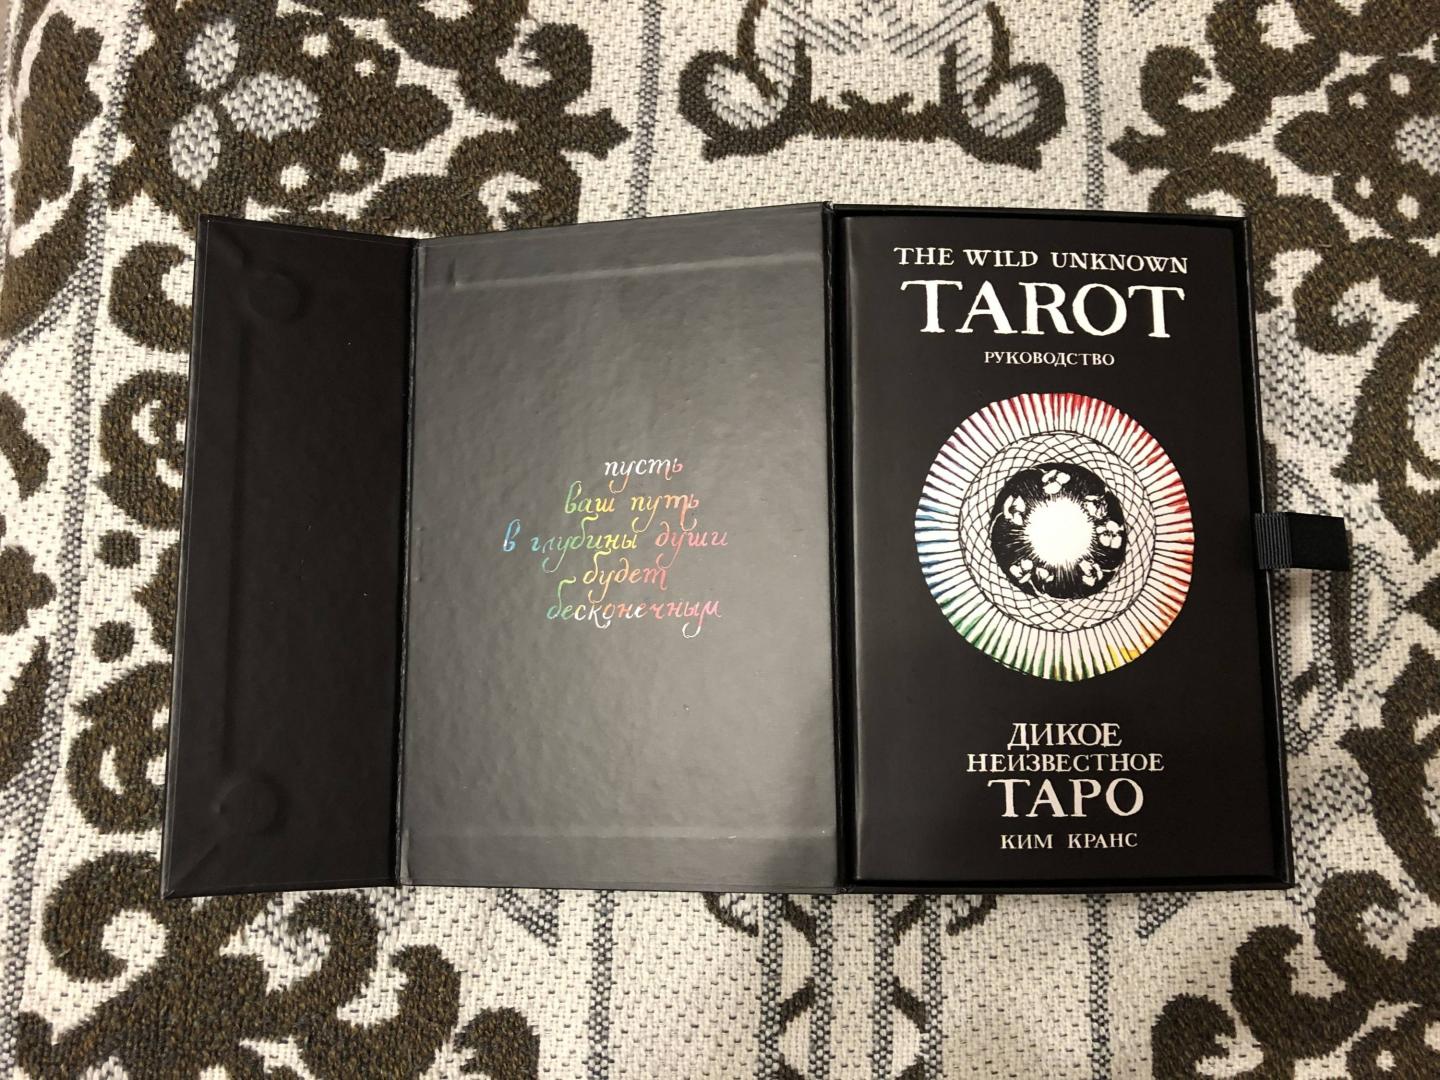 пусть
ваш путь
в глубины души
будет
бесконечным
THE WILD UNKNOWN
TAROT
РУКОВОДСТВО
ДИКОЕ
НЕИЗВЕСТНОЕ
ТАРО
КИМ КРАНС